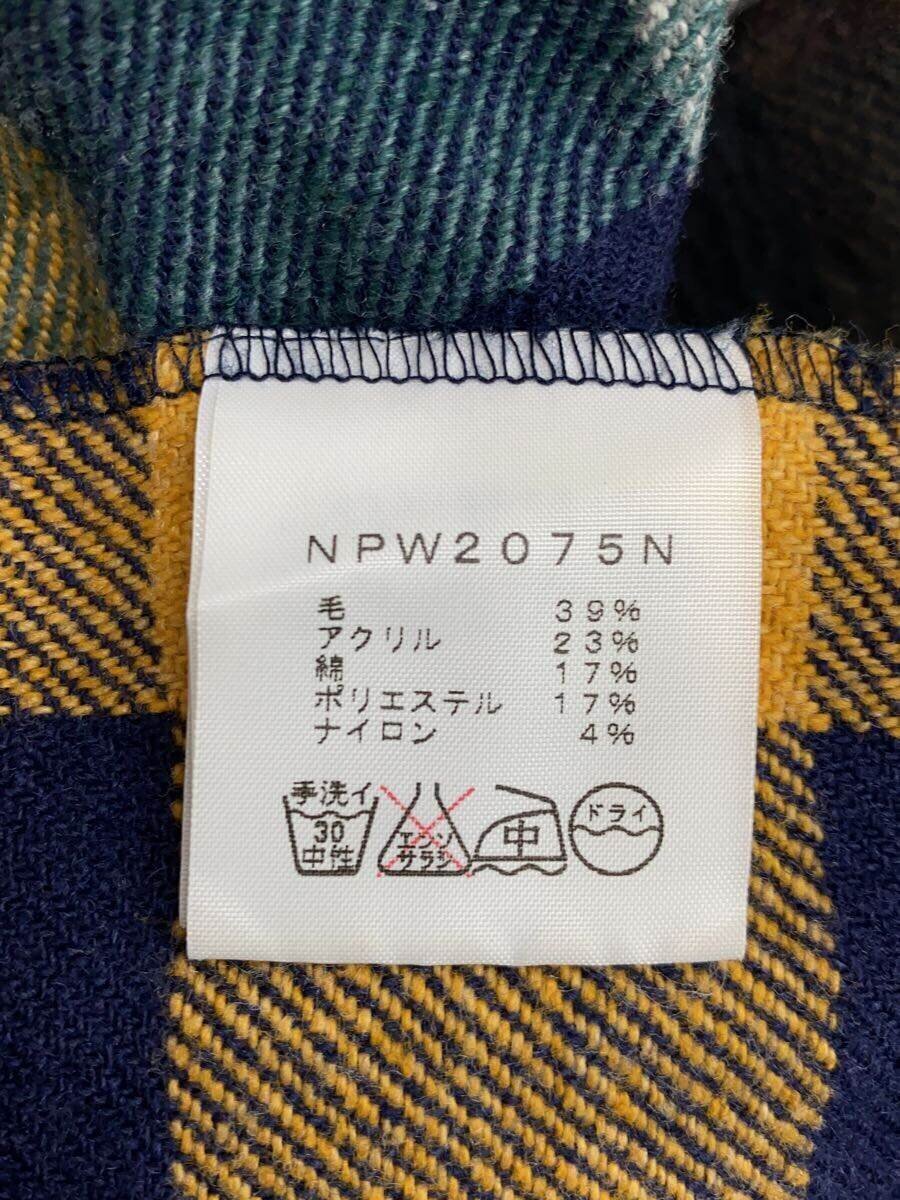 NPW2075N
毛 39%
アクリル 23%
綿 17%
ポリエステル 17%
ナイロン 4%
手洗イ
30
中性
エンソ
サラシ
中
ドライ